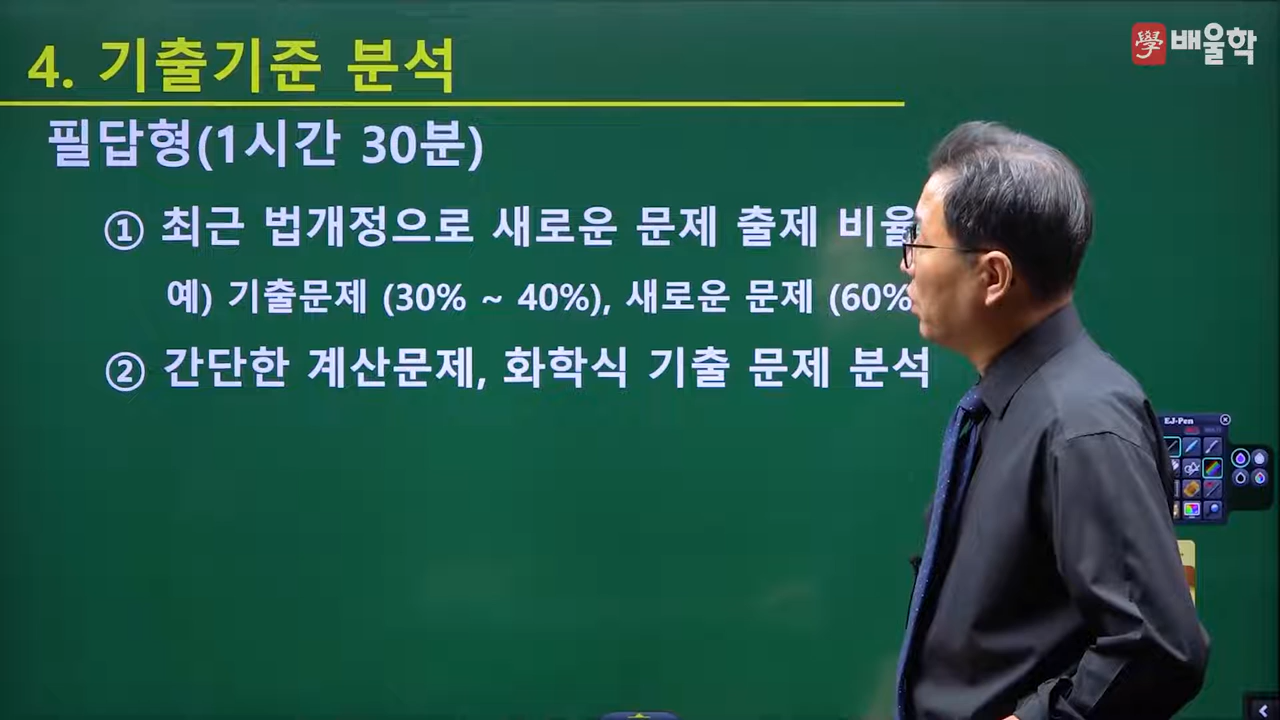 4. 기출기준 분석
學 배울학
필답형(1시간 30분)
① 최근 법개정으로 새로운 문제 출제 비율
예) 기출문제 (30% ~ 40%), 새로운 문제 (60%
② 간단한 계산문제, 화학식 기출 문제 분석
EJ-Pen